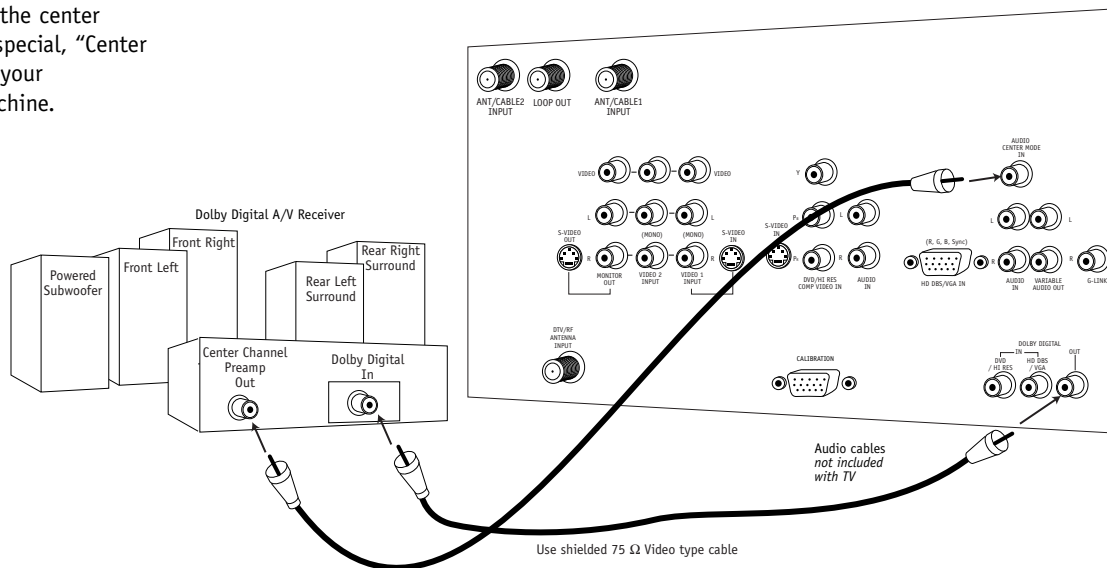 the center
special, “Center
your
chine.
ANT/CABLE2
INPUT
LOOP OUT
ANT/CABLE1
INPUT
AUDIO
CENTER MODE
IN
VIDEO
VIDEO
Y
L
(MONO)
(MONO)
L
PB
L
L
L
S-VIDEO
OUT
R
MONITOR
OUT
VIDEO 2
INPUT
VIDEO 1
INPUT
R
S-VIDEO
IN
S-VIDEO
IN
PR
DVD/HI RES
COMP VIDEO IN
R
AUDIO
IN
(R, G, B, Sync)
HD DBS/VGA IN
R
AUDIO
IN
VARIABLE
AUDIO OUT
R
G-LINK
DTV/RF
ANTENNA
INPUT
CALIBRATION
DOLBY DIGITAL
IN
OUT
DVD
/ HI RES
HD DBS
/ VGA
Dolby Digital A/V Receiver
Powered
Subwoofer
Front Left
Front Right
Rear Left
Surround
Rear Right
Surround
Center Channel
Preamp
Out
Dolby Digital
In
Audio cables
not included
with TV
Use shielded 75 Ω Video type cable